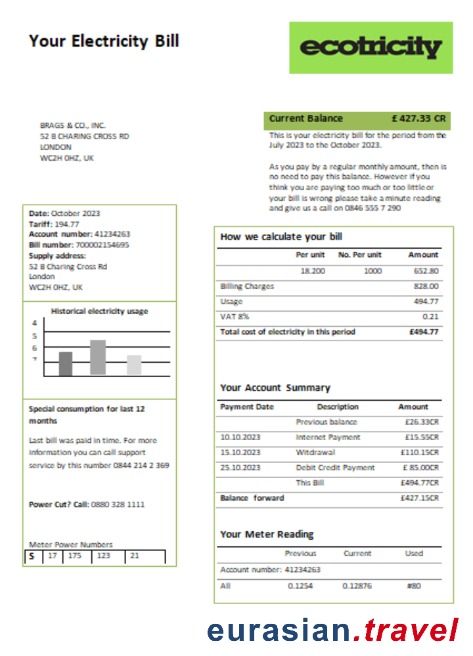 Your Electricity Bill
ecotricity
BRAGS & CO., INC.
52 B CHARING CROSS RD
LONDON
WC2H 0HZ, UK
Current Balance £ 427.33 CR
This is your electricity bill for the period from the
July 2023 to the October 2023.
As you pay by a regular monthly amount, then is
no need to pay this balance. However if you
think you are paying too much or too little or
your bill is wrong please take a minute reading
and give us a call on 0846 555 7 290
Date: October 2023
Tariff: 194.77
Account number: 41234263
Bill number: 700002154695
Supply address:
52 B Charing Cross Rd
London
WC2H 0HZ, UK
Historical electricity usage
4
5
6
7
Special consumption for last 12
months
Last bill was paid in time. For more
information you can call support
service by this number 0844 214 2 369
Power Cut? Call: 0880 328 1111
Meter Power Numbers
S 17 175 123 21
How we calculate your bill
Per unit No. Per unit Amount
18.200 1000 652.80
Billing Charges 828.00
Usage 494.77
VAT 8% 0.21
Total cost of electricity in this period £494.77
Your Account Summary
Payment Date Description Amount
Previous balance £26.33CR
10.10.2023 Internet Payment £15.55CR
15.10.2023 Witdrawal £110.15CR
25.10.2023 Debit Credit Payment £ 85.00CR
This Bill £494.77CR
Balance forward £427.15CR
Your Meter Reading
Previous Current Used
Account number: 41234263
All 0.1254 0.12876 #80
eurasian.travel